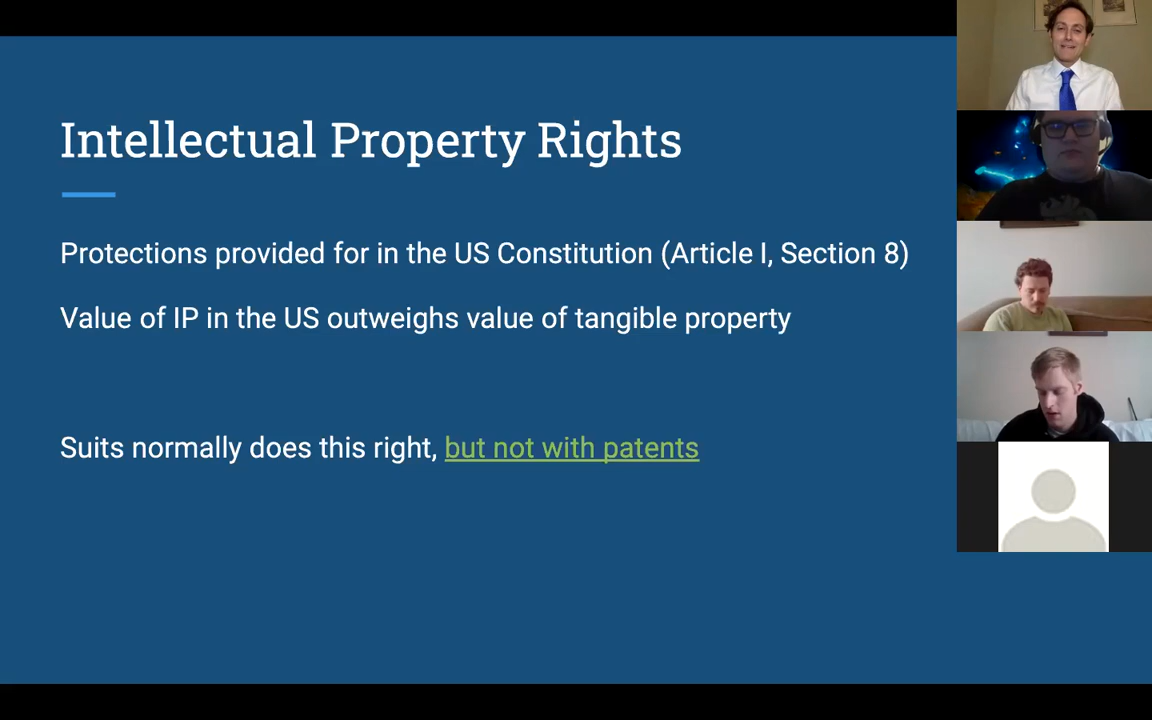 Intellectual Property Rights
Protections provided for in the US Constitution (Article I, Section 8)
Value of IP in the US outweighs value of tangible property
Suits normally does this right, but not with patents